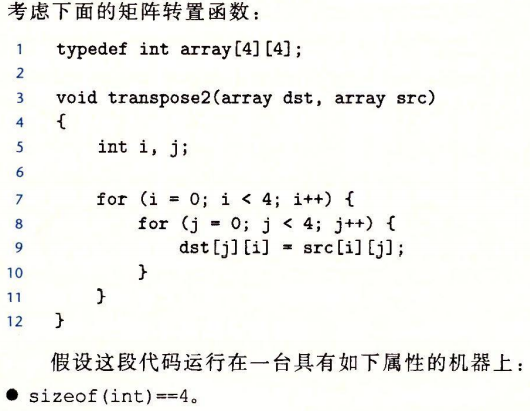 考虑下面的矩阵转置函数：
1 typedef int array[4][4];
2
3 void transpose2(array dst, array src)
4 {
5 int i, j;
6
7 for (i = 0; i < 4; i++) {
8 for (j = 0; j < 4; j++) {
9 dst[j][i] = src[i][j];
10 }
11 }
12 }
假设这段代码运行在一台具有如下属性的机器上：
● sizeof(int)==4。